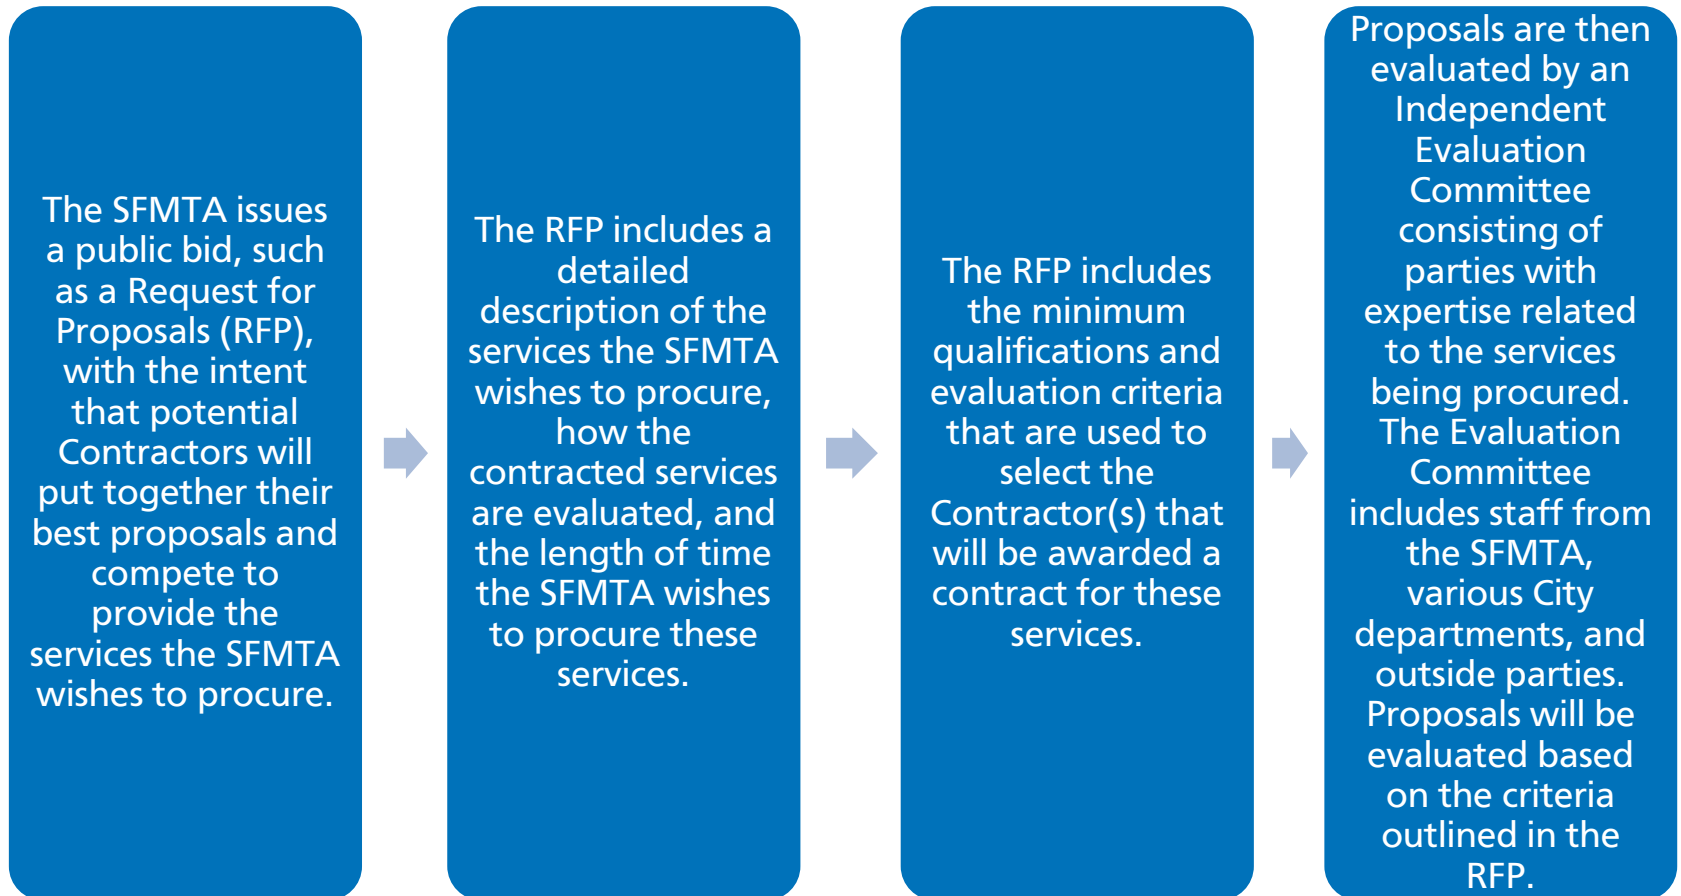 The SFMTA issues
a public bid, such
as a Request for
Proposals (RFP),
with the intent
that potential
Contractors will
put together their
best proposals and
compete to
provide the
services the SFMTA
wishes to procure.
The RFP includes a
detailed
description of the
services the SFMTA
wishes to procure,
how the
contracted services
are evaluated, and
the length of time
the SFMTA wishes
to procure these
services.
The RFP includes
the minimum
qualifications and
evaluation criteria
that are used to
select the
Contractor(s) that
will be awarded a
contract for these
services.
Proposals are then
evaluated by an
Independent
Evaluation
Committee
consisting of
parties with
expertise related
to the services
being procured.
The Evaluation
Committee
includes staff from
the SFMTA,
various City
departments, and
outside parties.
Proposals will be
evaluated based
on the criteria
outlined in the
RFP.